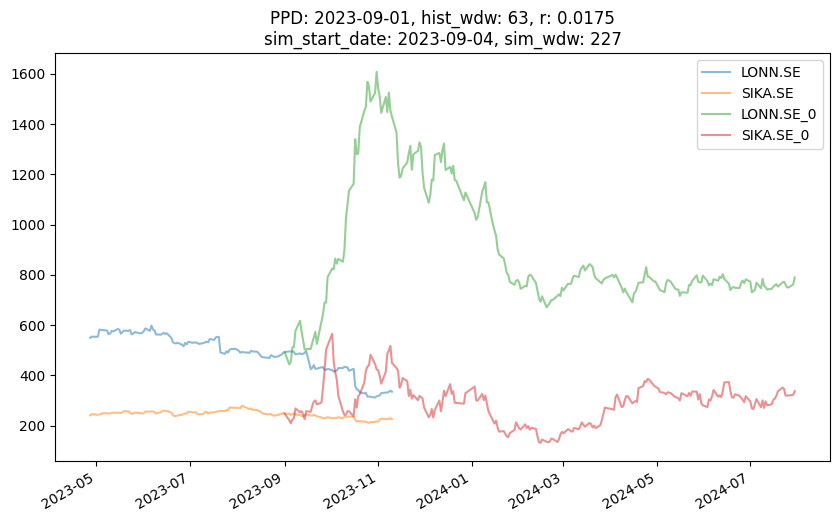 PPD: 2023-09-01, hist_wdw: 63, r: 0.0175
sim_start_date: 2023-09-04, sim_wdw: 227
LONN.SE
SIKA.SE
LONN.SE_0
SIKA.SE_0
1600
1400
1200
1000
800
600
400
200
2023-05
2023-07
2023-09
2023-11
2024-01
2024-03
2024-05
2024-07